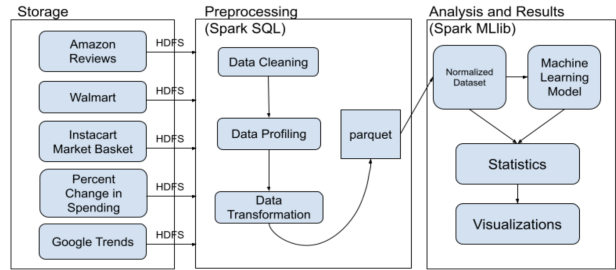 Storage
Amazon
Reviews
HDFS
Walmart
HDFS
Instacart
Market Basket
HDFS
Percent
Change in
Spending
HDFS
Google Trends
HDFS
Preprocessing
(Spark SQL)
Data Cleaning
Data Profiling
Data
Transformation
parquet
Analysis and Results
(Spark MLlib)
Normalized
Dataset
Machine
Learning
Model
Statistics
Visualizations